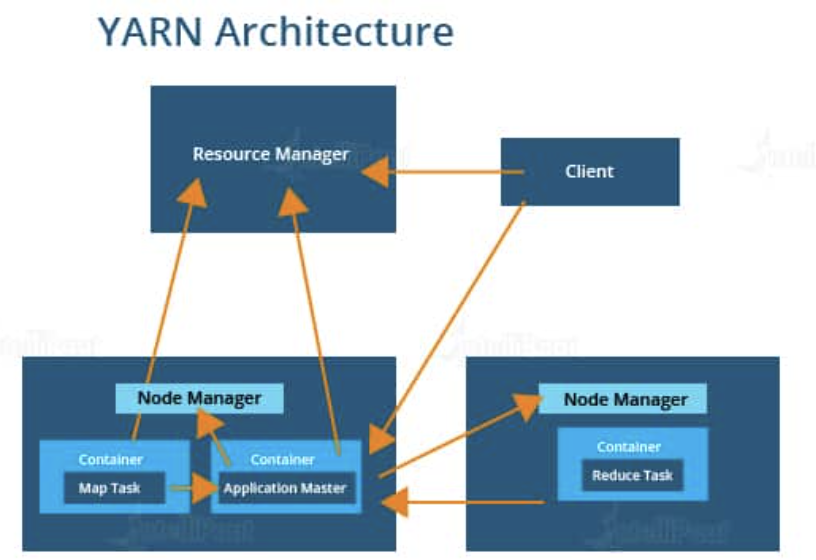 YARN Architecture
Resource Manager
Client
Node Manager
Container
Map Task
Container
Application Master
Node Manager
Container
Reduce Task